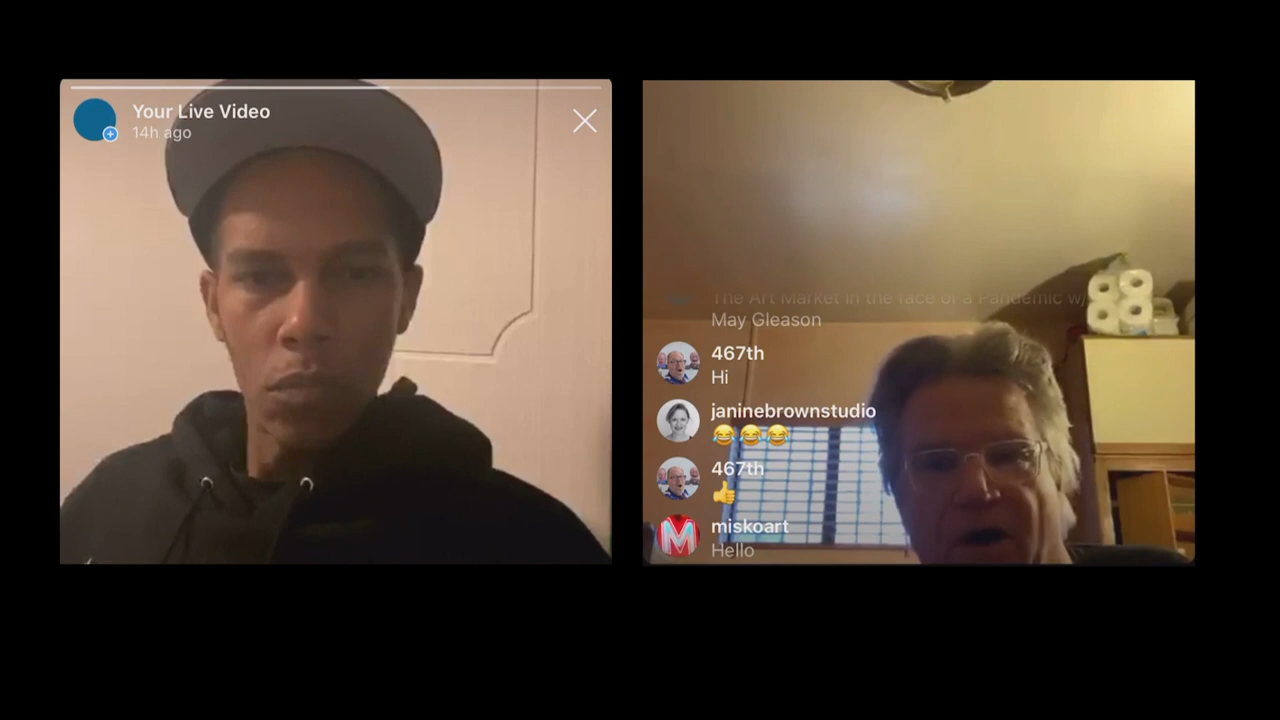 Your Live Video
14h ago
The Art Market in the face of a Pandemic w/
May Gleason
467th
Hi
janinebrownstudio
😂😂😂
467th
👍
miskoart
Hello